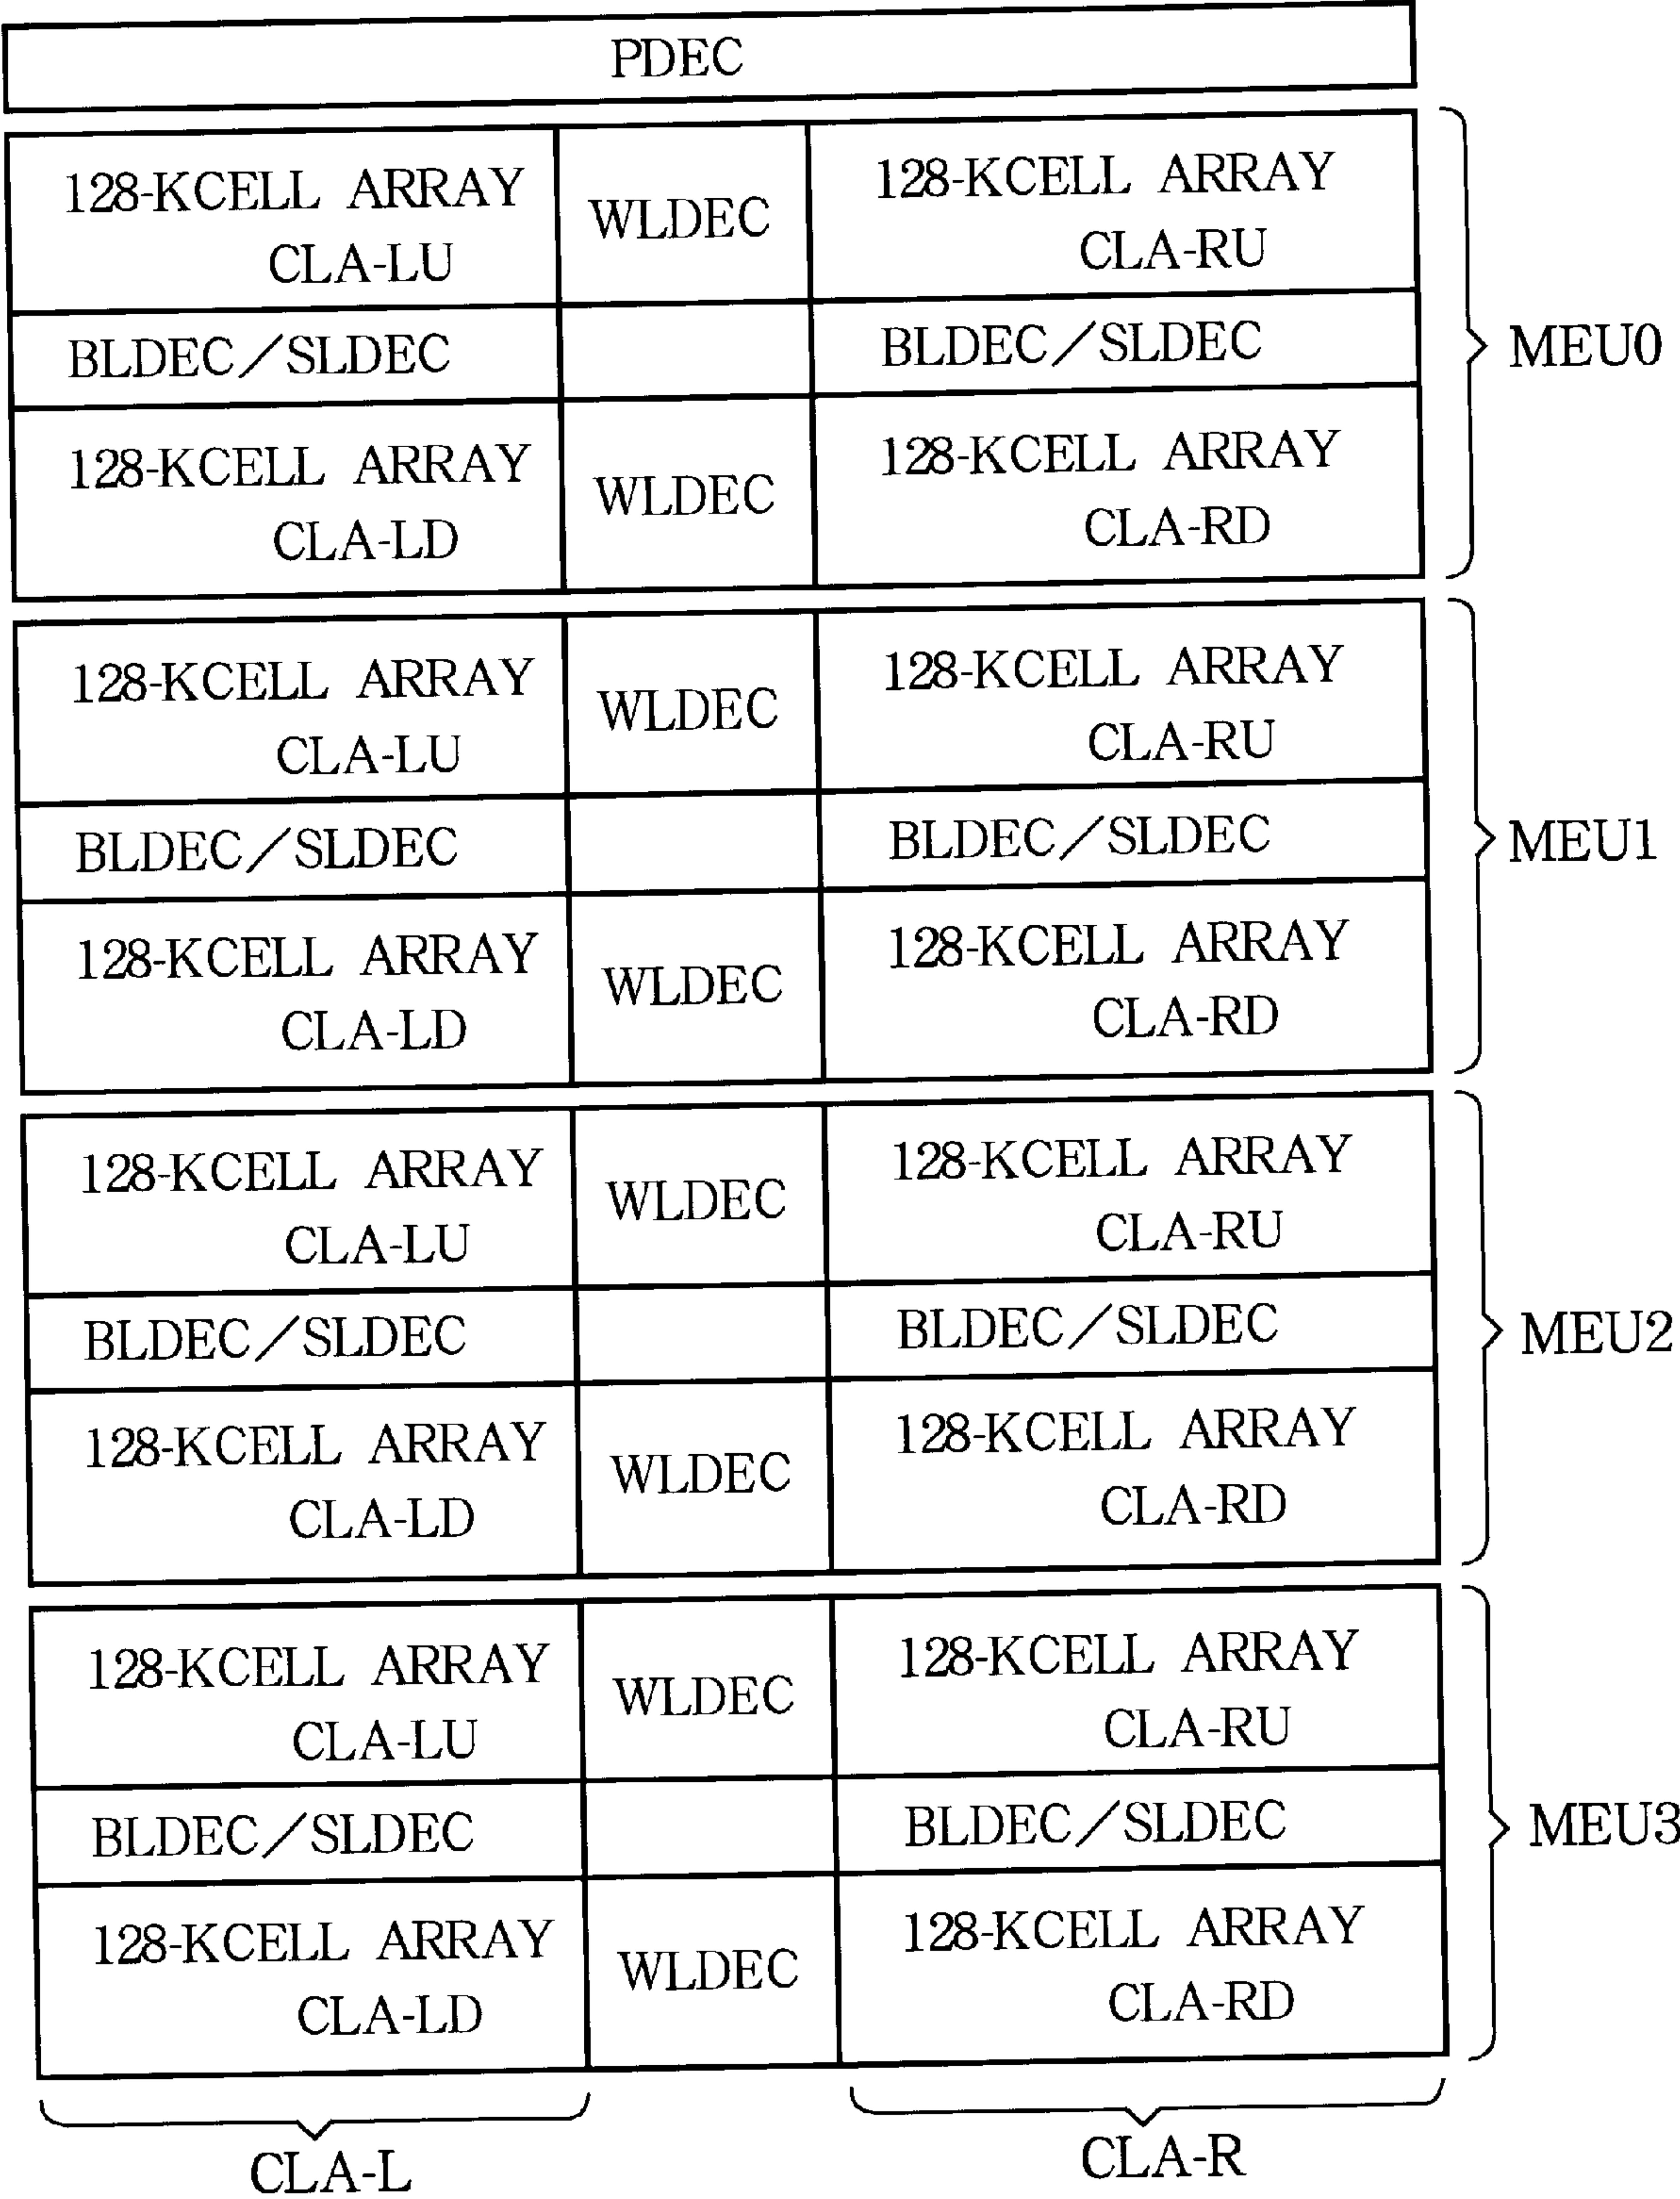 PDEC
128-KCELL ARRAY
CLA-LU
WLDEC
128-KCELL ARRAY
CLA-RU
BLDEC/SLDEC
BLDEC/SLDEC
MEU0
128-KCELL ARRAY
CLA-LD
WLDEC
128-KCELL ARRAY
CLA-RD
128-KCELL ARRAY
CLA-LU
WLDEC
128-KCELL ARRAY
CLA-RU
BLDEC/SLDEC
BLDEC/SLDEC
MEU1
128-KCELL ARRAY
CLA-LD
WLDEC
128-KCELL ARRAY
CLA-RD
128-KCELL ARRAY
CLA-LU
WLDEC
128-KCELL ARRAY
CLA-RU
BLDEC/SLDEC
BLDEC/SLDEC
MEU2
128-KCELL ARRAY
CLA-LD
WLDEC
128-KCELL ARRAY
CLA-RD
128-KCELL ARRAY
CLA-LU
WLDEC
128-KCELL ARRAY
CLA-RU
BLDEC/SLDEC
BLDEC/SLDEC
MEU3
128-KCELL ARRAY
CLA-LD
WLDEC
128-KCELL ARRAY
CLA-RD
CLA-L
CLA-R